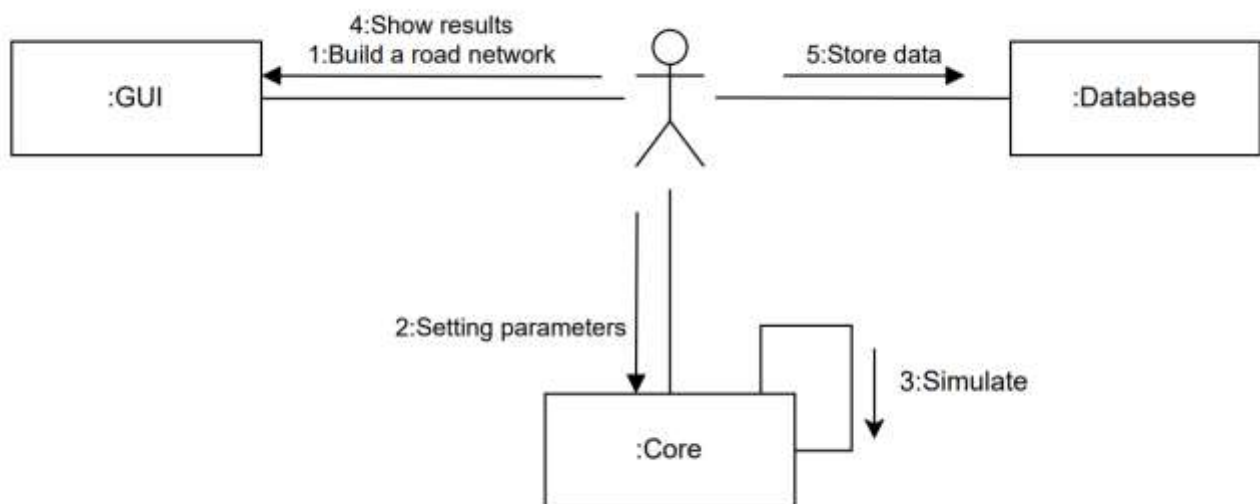 4:Show results
1:Build a road network
5:Store data
:GUI
:Database
2:Setting parameters
3:Simulate
:Core